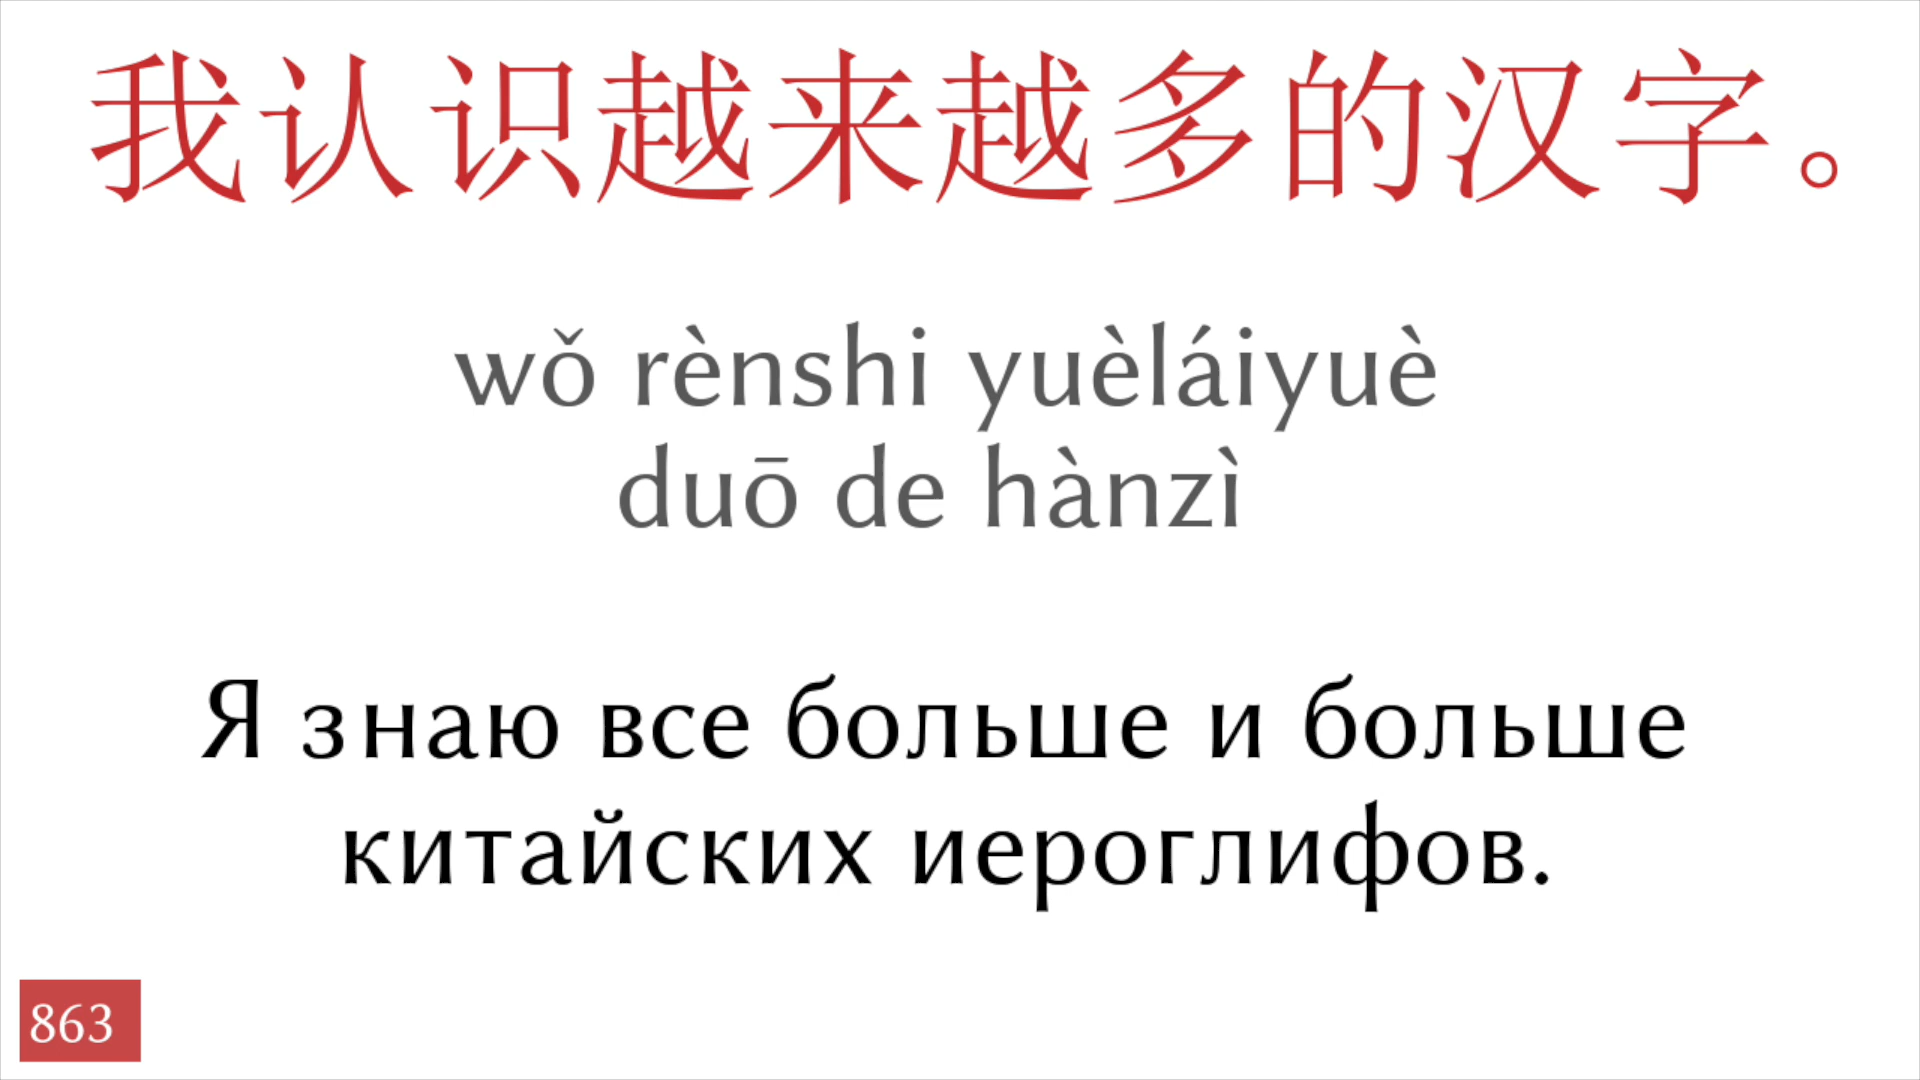 我认识越来越多的汉字。
wǒ rènshi yuèláiyuè
duō de hànzì
Я знаю все больше и больше
китайских иероглифов.
863